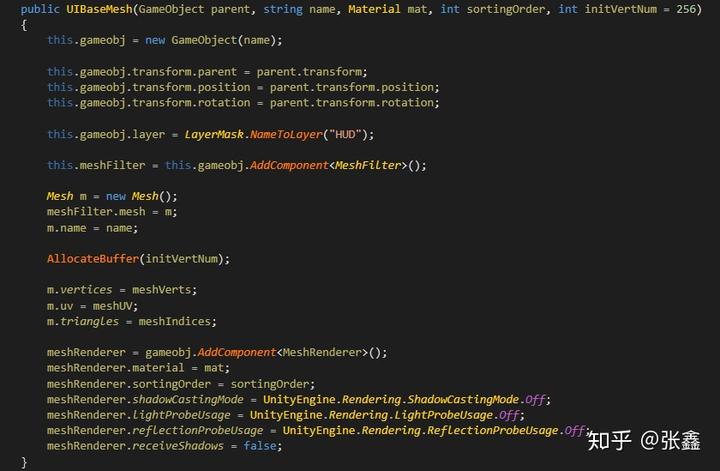 public UIBaseMesh(GameObject parent, string name, Material mat, int sortingOrder, int initVertNum = 256)
{
this.gameobj = new GameObject(name);
this.gameobj.transform.parent = parent.transform;
this.gameobj.transform.position = parent.transform.position;
this.gameobj.transform.rotation = parent.transform.rotation;
this.gameobj.layer = LayerMask.NameToLayer("HUD");
this.meshFilter = this.gameobj.AddComponent<MeshFilter>();
Mesh m = new Mesh();
meshFilter.mesh = m;
m.name = name;
AllocateBuffer(initVertNum);
m.vertices = meshVerts;
m.uv = meshUV;
m.triangles = meshIndices;
meshRenderer = gameobj.AddComponent<MeshRenderer>();
meshRenderer.material = mat;
meshRenderer.sortingOrder = sortingOrder;
meshRenderer.shadowCastingMode = UnityEngine.Rendering.ShadowCastingMode.Off;
meshRenderer.lightProbeUsage = UnityEngine.Rendering.LightProbeUsage.Off;
meshRenderer.reflectionProbeUsage = UnityEngine.Rendering.ReflectionProbeUsage.Off;
meshRenderer.receiveShadows = false;
}
知乎 @张鑫